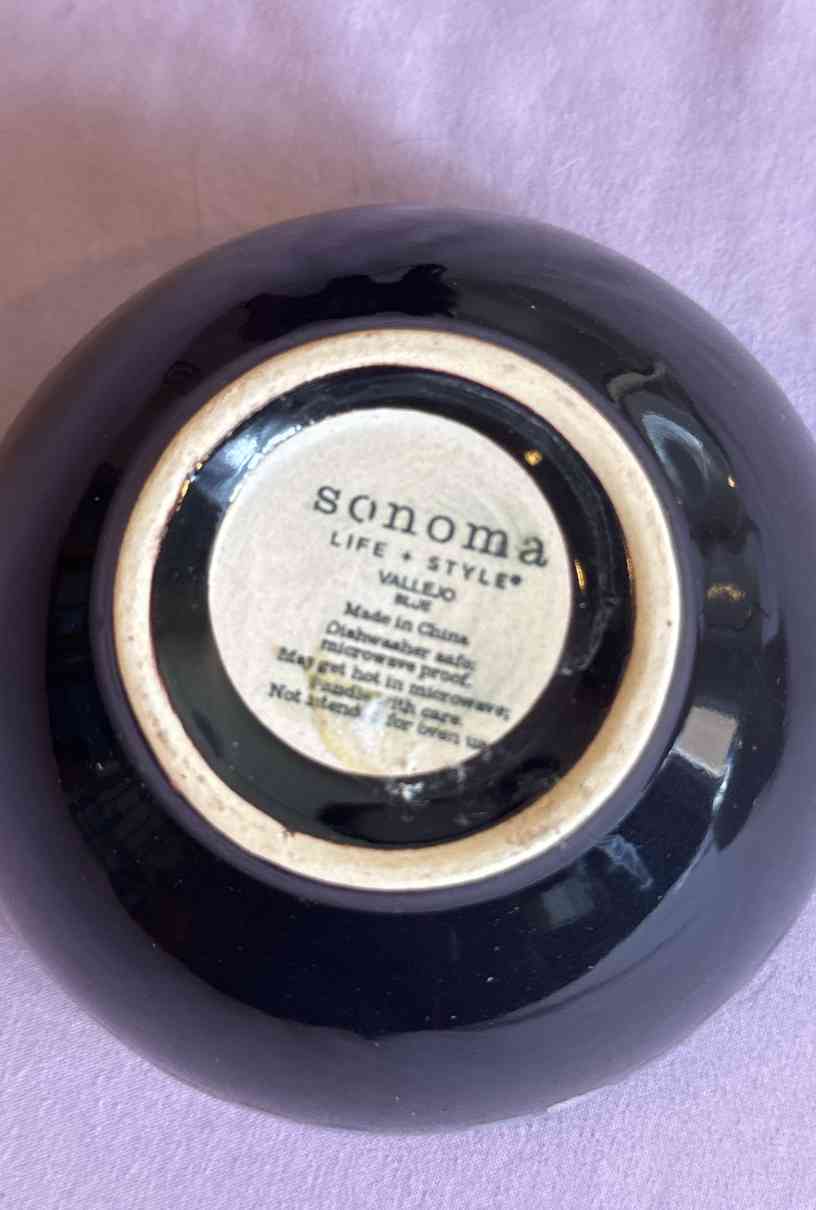 sonoma
LIFE + STYLE®
VALLEJO
BLUE
Made in China
Dishwasher safe;
microwave proof.
May get hot in microwave;
care.
Not for oven